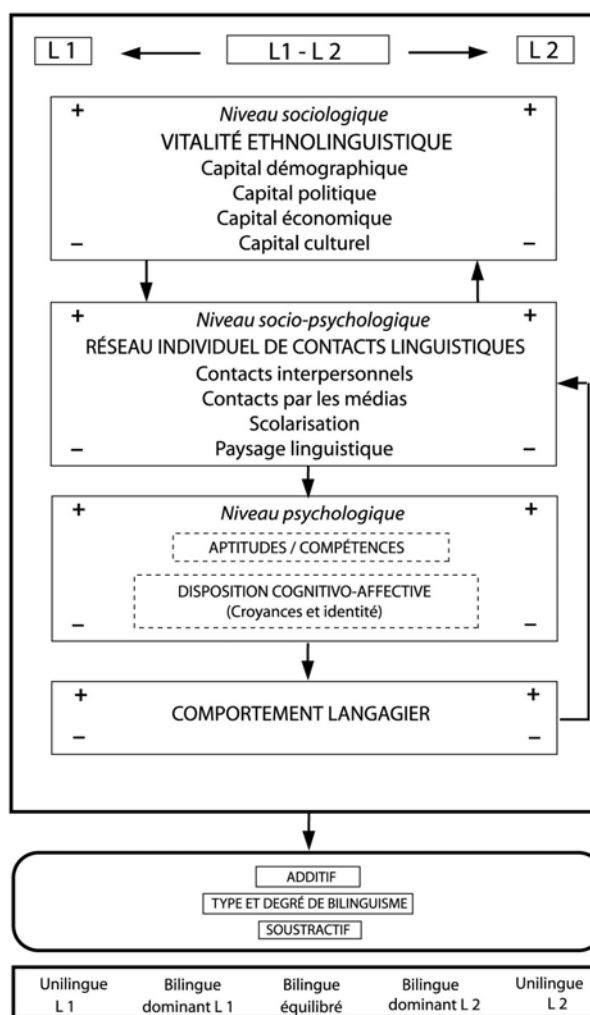 L 1 L1 - L 2 L 2
+ Niveau sociologique +
VITALITÉ ETHNOLINGUISTIQUE
Capital démographique
Capital politique
Capital économique
– Capital culturel –
+ Niveau socio-psychologique +
RÉSEAU INDIVIDUEL DE CONTACTS LINGUISTIQUES
Contacts interpersonnels
Contacts par les médias
Scolarisation
– Paysage linguistique –
+ Niveau psychologique +
APTITUDES / COMPÉTENCES
DISPOSITION COGNITIVO-AFFECTIVE
(Croyances et identité)
– –
+ +
COMPORTEMENT LANGAGIER
– –
ADDITIF
TYPE ET DEGRÉ DE BILINGUISME
SOUSTRACTIF
Unilingue Bilingue Bilingue Bilingue Unilingue
L 1 dominant L 1 équilibré dominant L 2 L 2